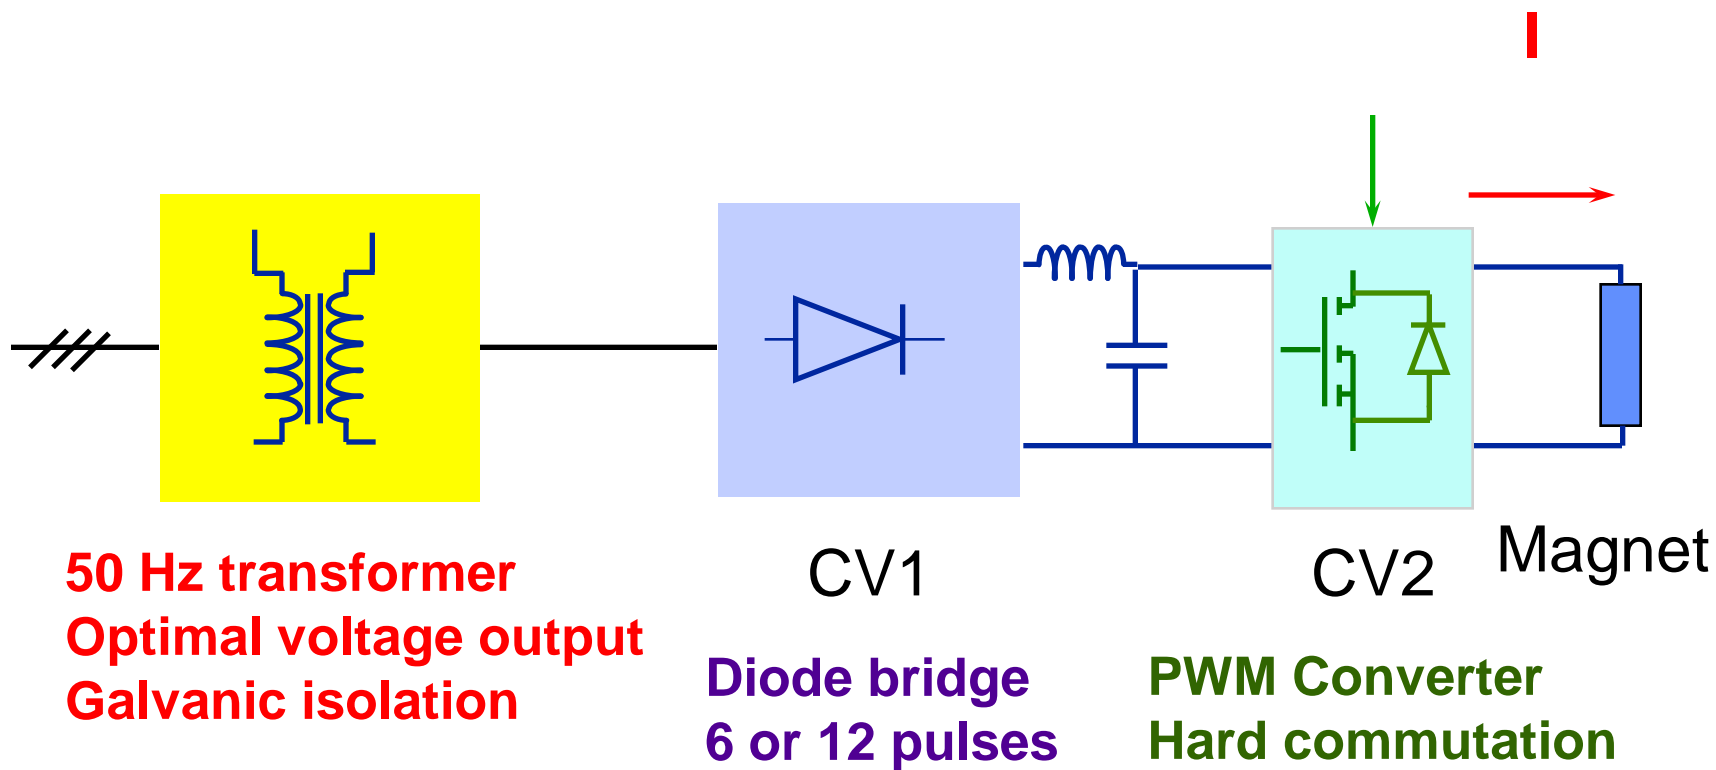 I
50 Hz transformer
Optimal voltage output
Galvanic isolation
CV1
Diode bridge
6 or 12 pulses
CV2
PWM Converter
Hard commutation
Magnet